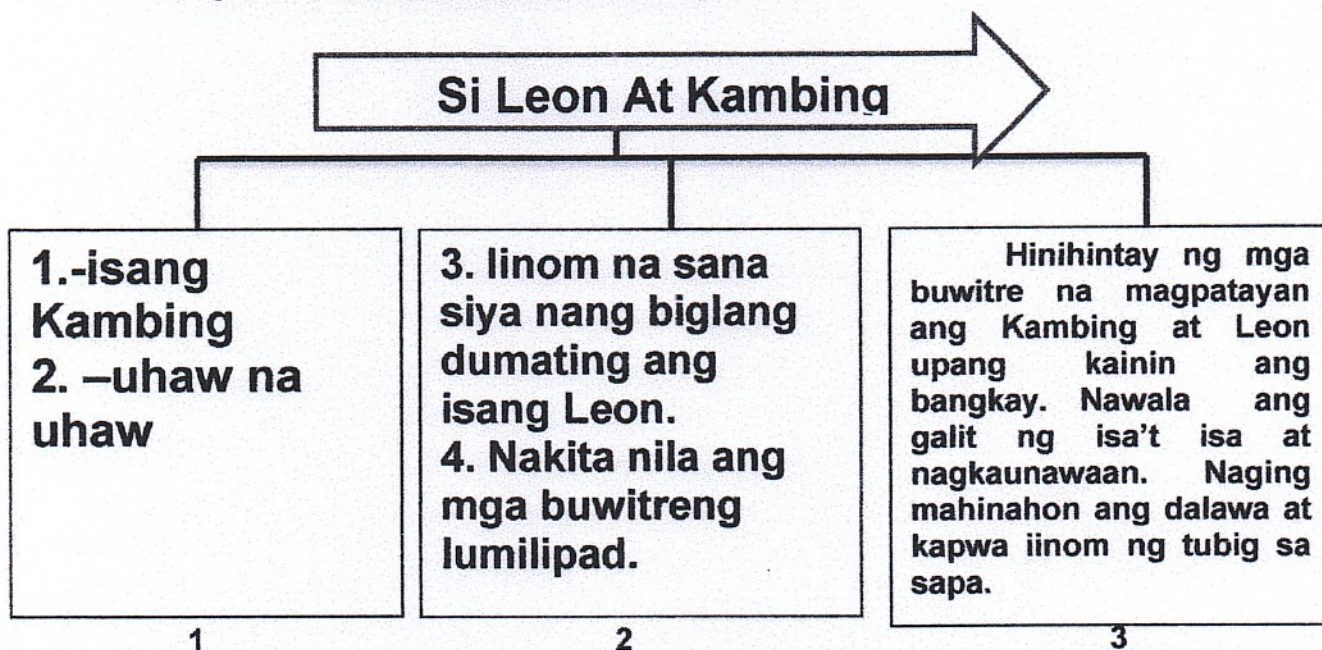 Si Leon At Kambing
1.-isang
Kambing
2. –uhaw na
uhaw
3. Iinom na sana
siya nang biglang
dumating ang
isang Leon.
4. Nakita nila ang
mga buwitreng
lumilipad.
Hinihintay ng mga
buwitre na magpatayan
ang Kambing at Leon
upang kainin ang
bangkay. Nawala ang
galit ng isa't isa at
nagkaunawaan. Naging
mahinahon ang dalawa at
kapwa iinom ng tubig sa
sapa.
1
2
3